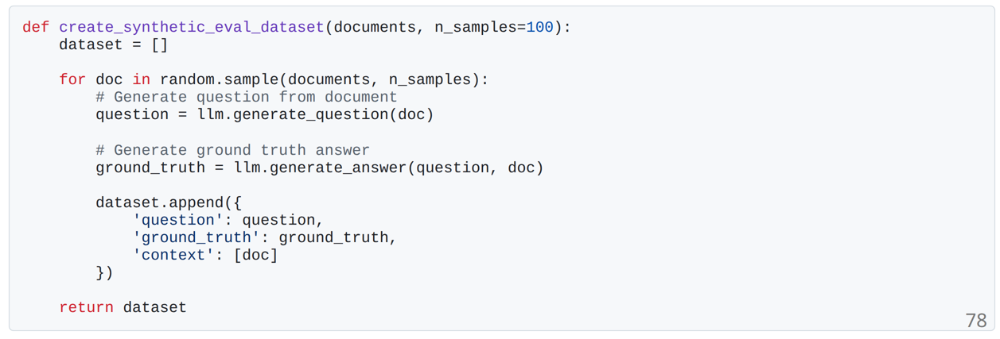 def create_synthetic_eval_dataset(documents, n_samples=100):
    dataset = []
    for doc in random.sample(documents, n_samples):
        # Generate question from document
        question = llm.generate_question(doc)
        # Generate ground truth answer
        ground_truth = llm.generate_answer(question, doc)
        dataset.append({
            'question': question,
            'ground_truth': ground_truth,
            'context': [doc]
        })
    return dataset
78